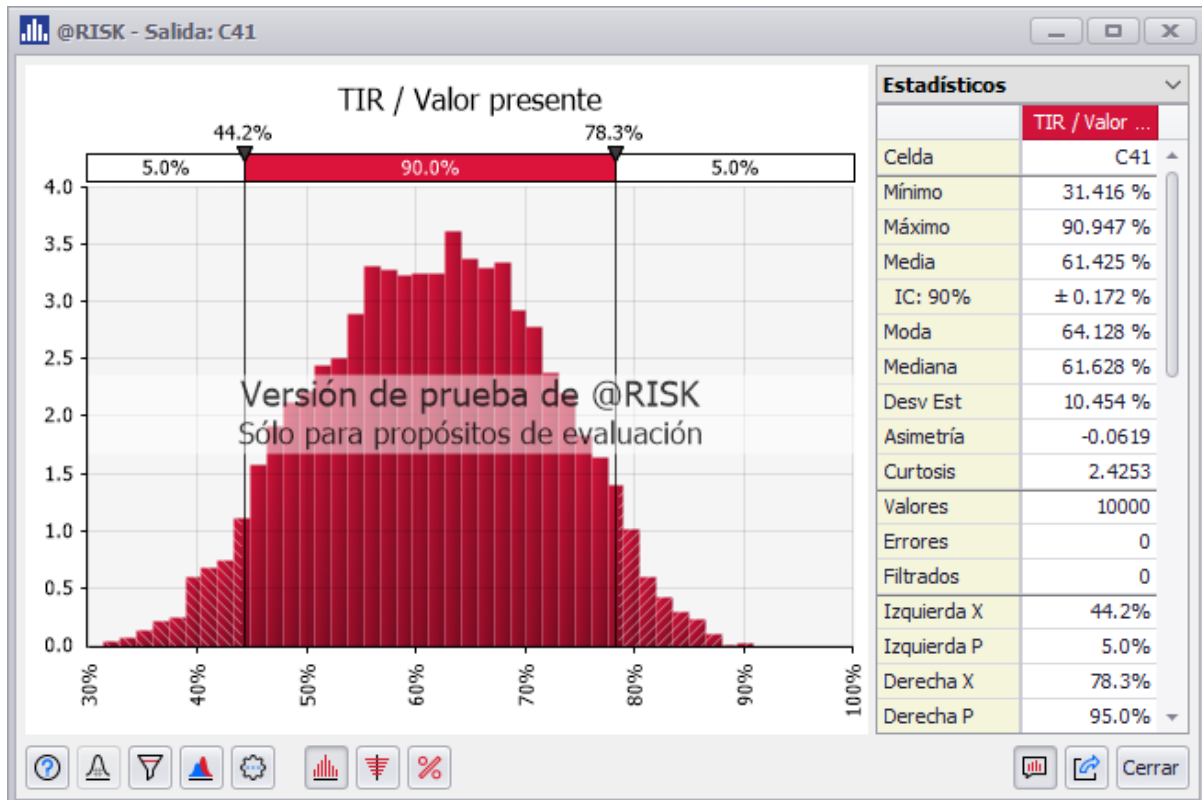 @RISK - Salida: C41
TIR / Valor presente
44.2% 78.3%
5.0% 90.0% 5.0%
4.0
3.5
3.0
2.5
2.0
1.5
1.0
0.5
0.0
30% 40% 50% 60% 70% 80% 90% 100%
Versión de prueba de @RISK
Sólo para propósitos de evaluación
Estadísticos
TIR / Valor ...
Celda C41
Mínimo 31.416 %
Máximo 90.947 %
Media 61.425 %
IC: 90% ± 0.172 %
Moda 64.128 %
Mediana 61.628 %
Desv Est 10.454 %
Asimetría -0.0619
Curtosis 2.4253
Valores 10000
Errores 0
Filtrados 0
Izquierda X 44.2%
Izquierda P 5.0%
Derecha X 78.3%
Derecha P 95.0%
Cerrar